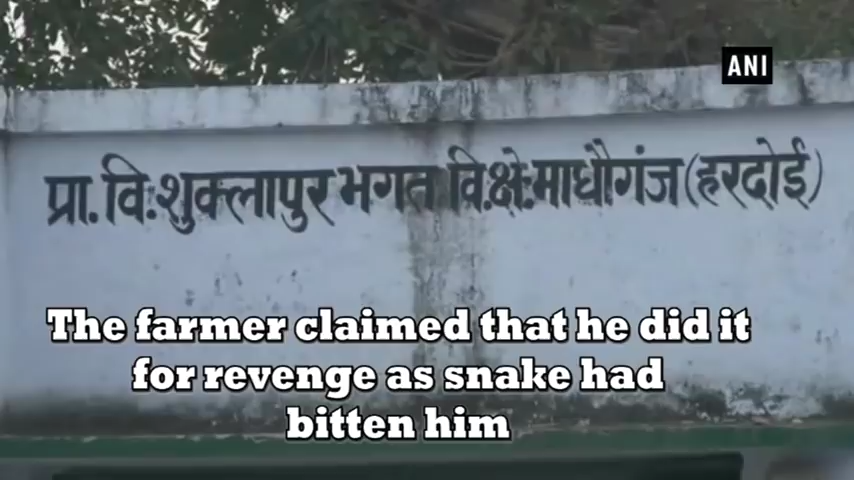 ANI
प्रा. वि: शुक्लापुर भगत वि.क्षे: माधौगंज (हरदोई)
The farmer claimed that he did it
for revenge as snake had
bitten him